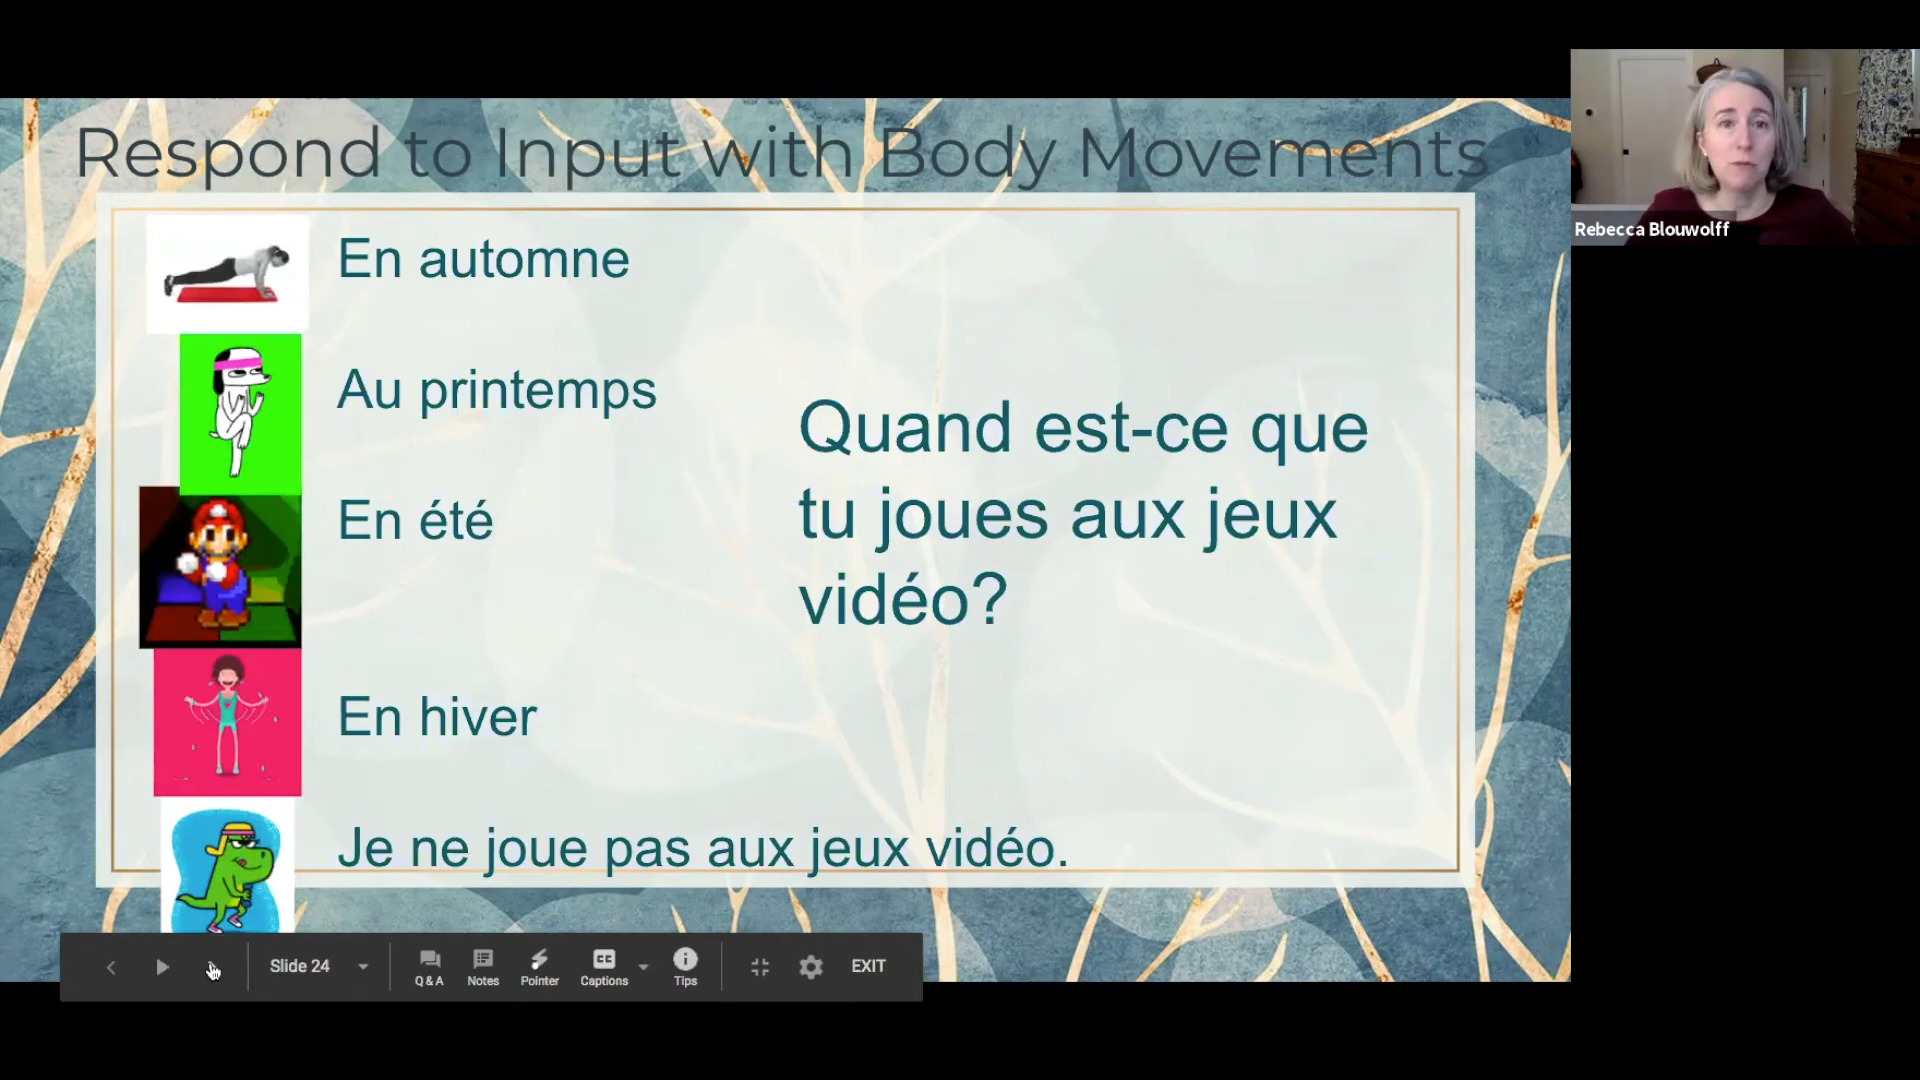 Respond to Input with Body Movements
En automne
Au printemps
En été
En hiver
Je ne joue pas aux jeux vidéo.
Quand est-ce que
tu joues aux jeux
vidéo?
Rebecca Blouwolff
Slide 24
Q & A
Notes
Pointer
CC
Captions
Tips
EXIT